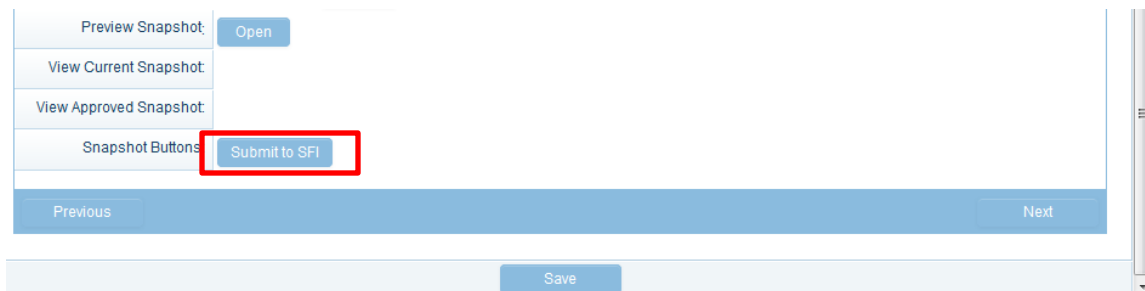 Preview Snapshot: Open
View Current Snapshot:
View Approved Snapshot:
Snapshot Buttons Submit to SFI
Previous Next
Save